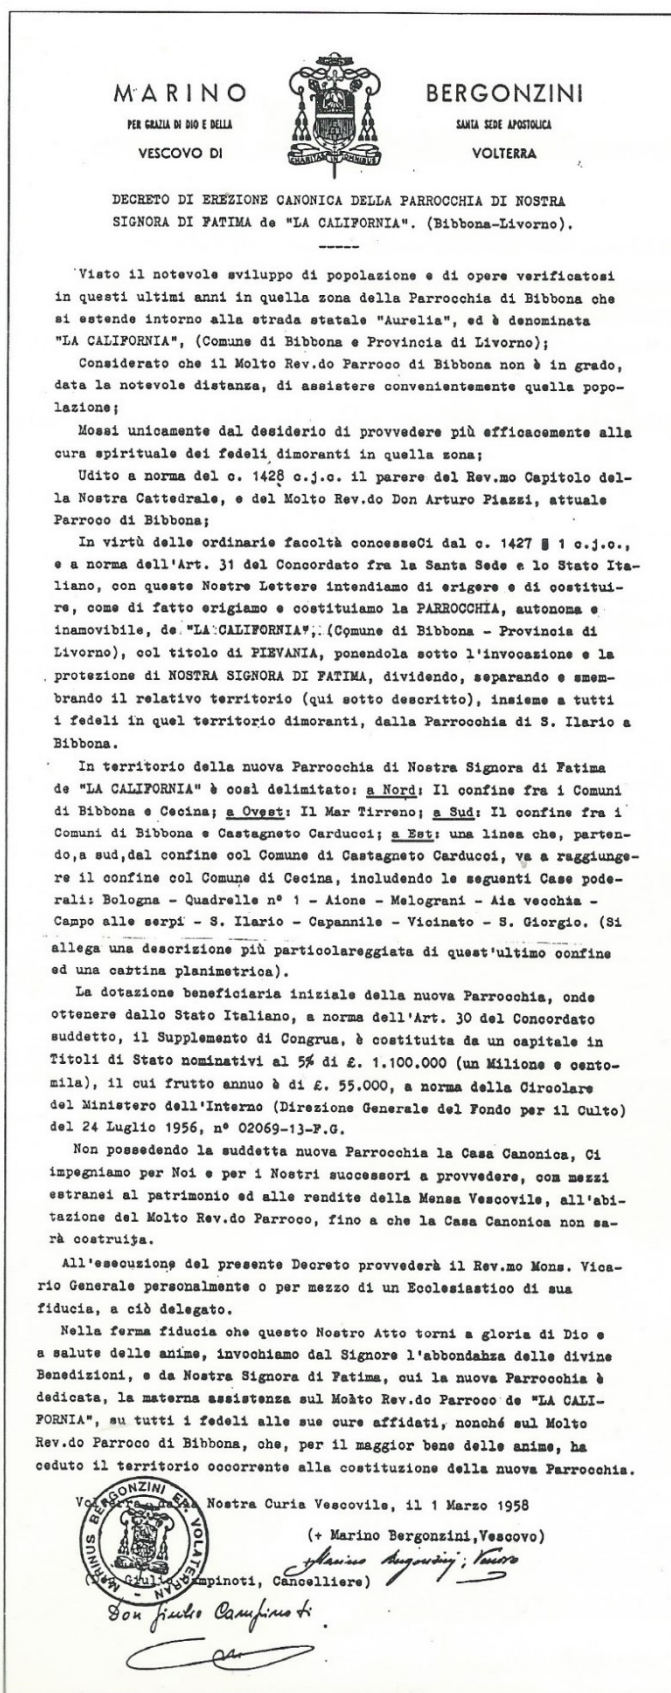 MARINO BERGONZINI
PER GRAZIA DI DIO E DELLA SANTA SEDE APOSTOLICA
VESCOVO DI VOLTERRA
CHARITAS IN OMNIBUS
DECRETO DI EREZIONE CANONICA DELLA PARROCCHIA DI NOSTRA
SIGNORA DI FATIMA de "LA CALIFORNIA". (Bibbona-Livorno).
-----
Visto il notevole sviluppo di popolazione e di opere verificatosi
in questi ultimi anni in quella zona della Parrocchia di Bibbona che
si estende intorno alla strada statale "Aurelia", ed è denominata
"LA CALIFORNIA", (Comune di Bibbona e Provincia di Livorno);
Considerato che il Molto Rev.do Parroco di Bibbona non è in grado,
data la notevole distanza, di assistere convenientemente quella popo-
lazione;
Mossi unicamente dal desiderio di provvedere più efficacemente alla
cura spirituale dei fedeli dimoranti in quella zona;
Udito a norma del c. 1428 c.j.c. il parere del Rev.mo Capitolo del-
la Nostra Cattedrale, e del Molto Rev.do Don Arturo Piazzi, attuale
Parroco di Bibbona;
In virtù delle ordinarie facoltà concesseCi dal c. 1427 § 1 c.j.c.,
e a norma dell'Art. 31 del Concordato fra la Santa Sede e lo Stato Ita-
liano, con queste Nostre Lettere intendiamo di erigere e di costitui-
re, come di fatto erigiamo e costituiamo la PARROCCHIA, autonoma e
inamovibile, de "LA CALIFORNIA", (Comune di Bibbona - Provincia di
Livorno), col titolo di PIEVANIA, ponendola sotto l'invocazione e la
protezione di NOSTRA SIGNORA DI FATIMA, dividendo, separando e smem-
brando il relativo territorio (qui sotto descritto), insieme a tutti
i fedeli in quel territorio dimoranti, dalla Parrocchia di S. Ilario a
Bibbona.
In territorio della nuova Parrocchia di Nostra Signora di Fatima
de "LA CALIFORNIA" è così delimitato: a Nord: Il confine fra i Comuni
di Bibbona e Cecina; a Ovest: Il Mar Tirreno; a Sud: Il confine fra i
Comuni di Bibbona e Castagneto Carducci; a Est: una linea che, parten-
do,a sud,dal confine col Comune di Castagneto Carducci, va a raggiunge-
re il confine col Comune di Cecina, includendo le seguenti Case pode-
rali: Bologna - Quadrelle n° 1 - Aione - Melograni - Aia vecchia -
Campo alle serpi - S. Ilario - Capannile - Vicinato - S. Giorgio. (Si
allega una descrizione più particolareggiata di quest'ultimo confine
ed una cartina planimetrica).
La dotazione beneficiaria iniziale della nuova Parrocchia, onde
ottenere dallo Stato Italiano, a norma dell'Art. 30 del Concordato
suddetto, il Supplemento di Congrua, è costituita da un capitale in
Titoli di Stato nominativi al 5% di £. 1.100.000 (un Milione e cento-
mila), il cui frutto annuo è di £. 55.000, a norma della Circolare
del Ministero dell'Interno (Direzione Generale del Fondo per il Culto)
del 24 Luglio 1956, n° 02069-13-F.G.
Non possedendo la suddetta nuova Parrocchia la Casa Canonica, Ci
impegniamo per Noi e per i Nostri successori a provvedere, com mezzi
estranei al patrimonio ed alle rendite della Mensa Vescovile, all'abi-
tazione del Molto Rev.do Parroco, fino a che la Casa Canonica non sa-
rà costruita.
All'esecuzione del presente Decreto provvederà il Rev.mo Mons. Vica-
rio Generale personalmente o per mezzo di un Ecclesiastico di sua
fiducia, a ciò delegato.
Nella ferma fiducia che questo Nostro Atto torni a gloria di Dio e
a salute delle anime, invochiamo dal Signore l'abbondahza delle divine
Benedizioni, e da Nostra Signora di Fatima, cui la nuova Parrocchia è
dedicata, la materna assistenza sul Molto Rev.do Parroco de "LA CALI-
FORNIA", su tutti i fedeli alle sue cure affidati, nonché sul Molto
Rev.do Parroco di Bibbona, che, per il maggior bene delle anime, ha
ceduto il territorio occorrente alla costituzione della nuova Parrocchia.
Volterra, dalla Nostra Curia Vescovile, il 1 Marzo 1958
(+ Marino Bergonzini,Vescovo)
Marino Bergonzini, Vescovo
MARINUS BERGONZINI EP. VOLATERRAN
(Don Giulio Campinoti, Cancelliere)
Don Giulio Campinoti